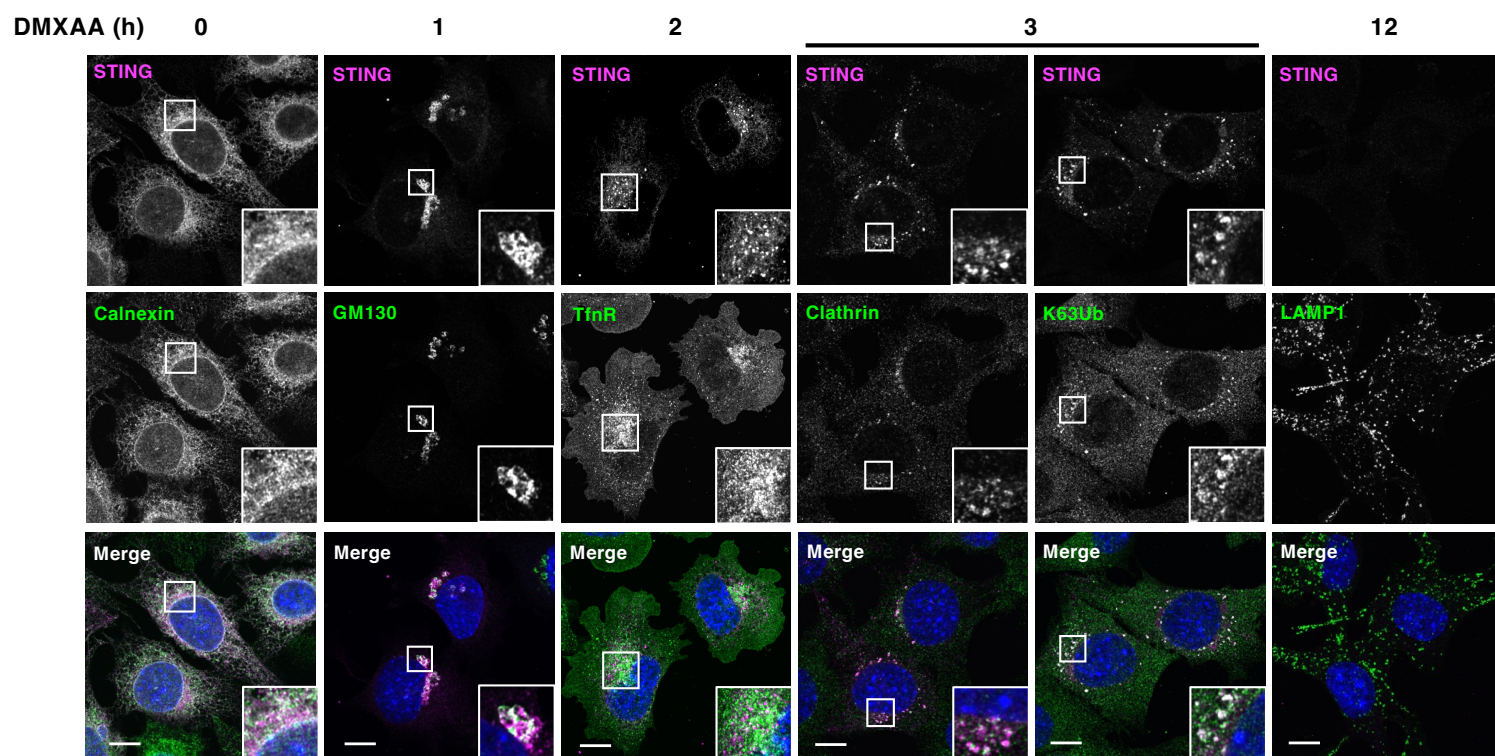 DMXAA (h) 0 1 2 3 12
STING STING STING STING STING STING
Calnexin GM130 TfnR Clathrin K63Ub LAMP1
Merge Merge Merge Merge Merge Merge